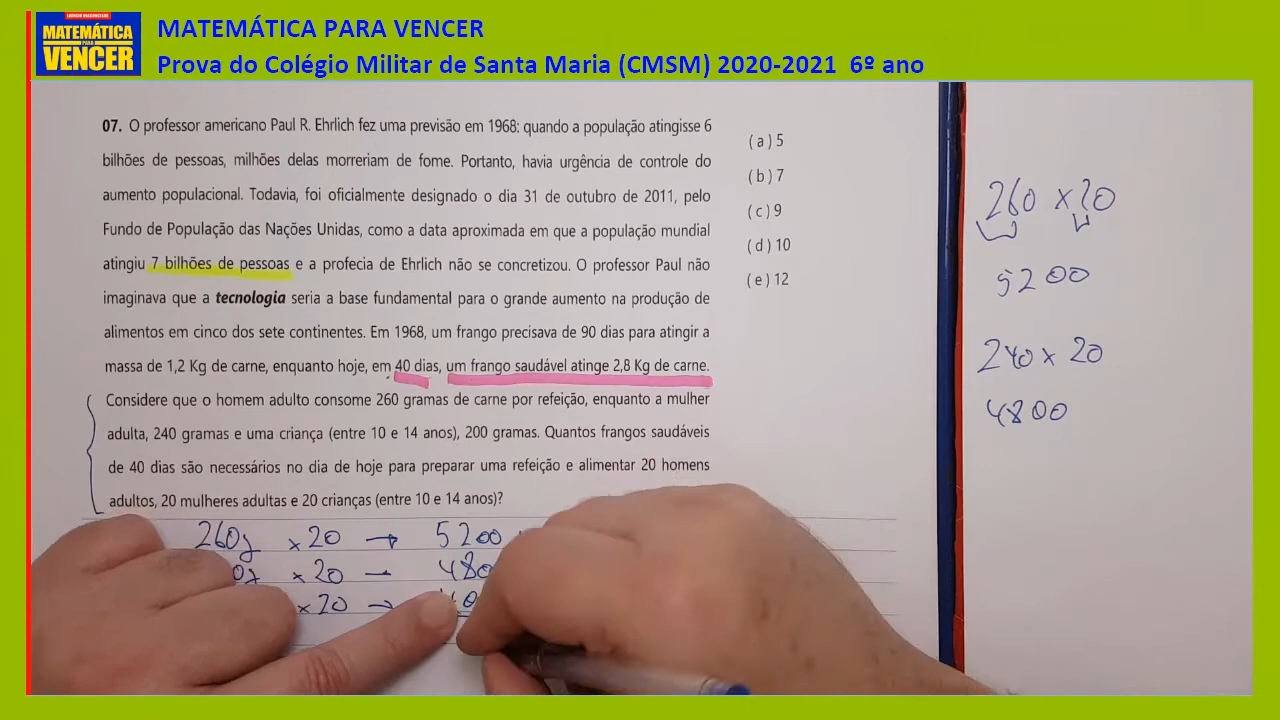 LAÉRCIO VASCONCELOS
MATEMÁTICA
PARA
VENCER
MATEMÁTICA PARA VENCER
Prova do Colégio Militar de Santa Maria (CMSM) 2020-2021 6º ano
07. O professor americano Paul R. Ehrlich fez uma previsão em 1968: quando a população atingisse 6
bilhões de pessoas, milhões delas morreriam de fome. Portanto, havia urgência de controle do
aumento populacional. Todavia, foi oficialmente designado o dia 31 de outubro de 2011, pelo
Fundo de População das Nações Unidas, como a data aproximada em que a população mundial
atingiu 7 bilhões de pessoas e a profecia de Ehrlich não se concretizou. O professor Paul não
imaginava que a tecnologia seria a base fundamental para o grande aumento na produção de
alimentos em cinco dos sete continentes. Em 1968, um frango precisava de 90 dias para atingir a
massa de 1,2 Kg de carne, enquanto hoje, em 40 dias, um frango saudável atinge 2,8 Kg de carne.
Considere que o homem adulto consome 260 gramas de carne por refeição, enquanto a mulher
adulta, 240 gramas e uma criança (entre 10 e 14 anos), 200 gramas. Quantos frangos saudáveis
de 40 dias são necessários no dia de hoje para preparar uma refeição e alimentar 20 homens
adultos, 20 mulheres adultas e 20 crianças (entre 10 e 14 anos)?
260g x20 → 5200
x20 – 480
x20 →
( a ) 5
( b ) 7
( c ) 9
( d ) 10
( e ) 12
260 x 20
5200
240 x 20
4800